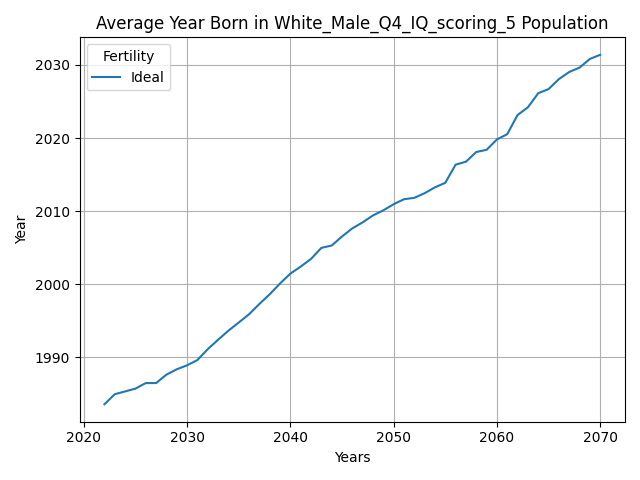 Average Year Born in White_Male_Q4_IQ_scoring_5 Population
Fertility
Ideal
2030
2020
2010
2000
1990
Year
2020 2030 2040 2050 2060 2070
Years